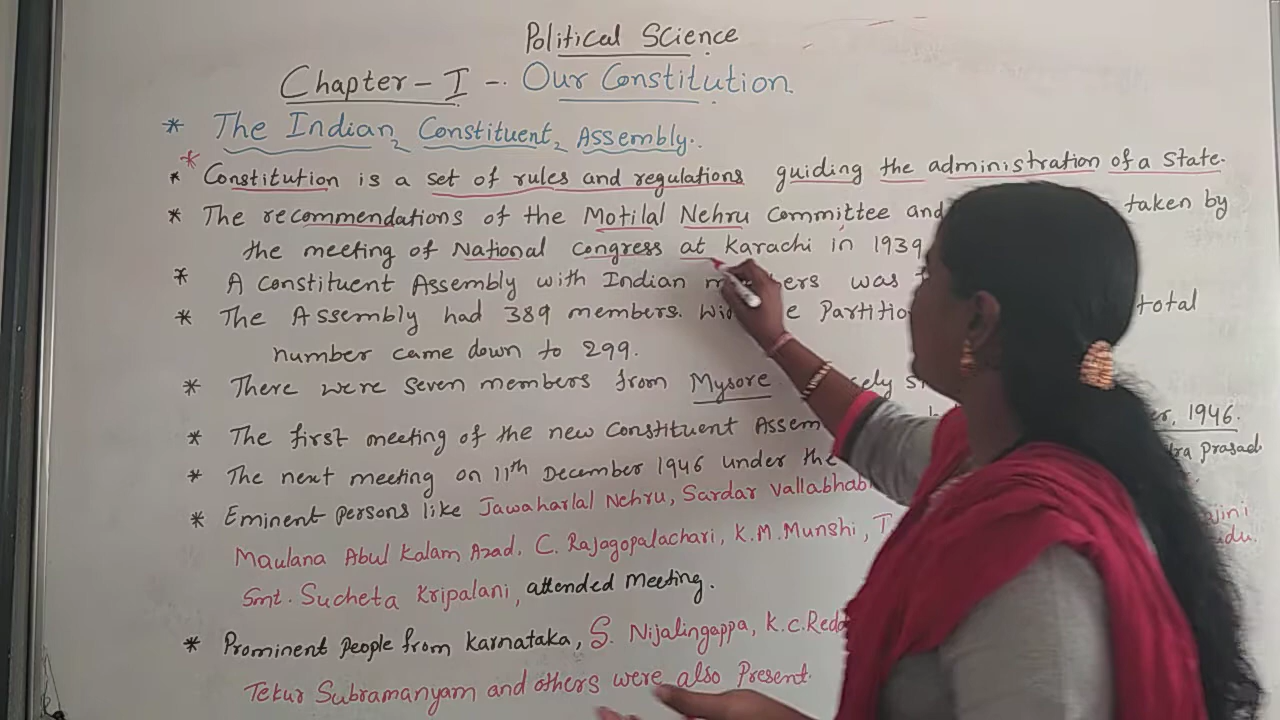 Political Science
Chapter - I - Our Constitution
* The Indian Constituent Assembly.
* Constitution is a set of rules and regulations guiding the administration of a state.
* The recommendations of the Motilal Nehru Committee and taken by
the meeting of National Congress at Karachi in 1939
* A Constituent Assembly with Indian was
* The Assembly had 389 members. total
number came down to 299.
* There were seven members from Mysore
* The first meeting of the new Constituent 1946.
* The next meeting on 11th December 1946 under the Prasad
* Eminent persons like Jawaharlal Nehru, Sardar
Maulana Abul Kalam Azad, C. Rajagopalachari, K.M. Munshi,
Smt. Sucheta Kripalani, attended meeting.
* Prominent People from Karnataka, S. Nijalingappa,
Tekur Subramanyam and others were also Present.